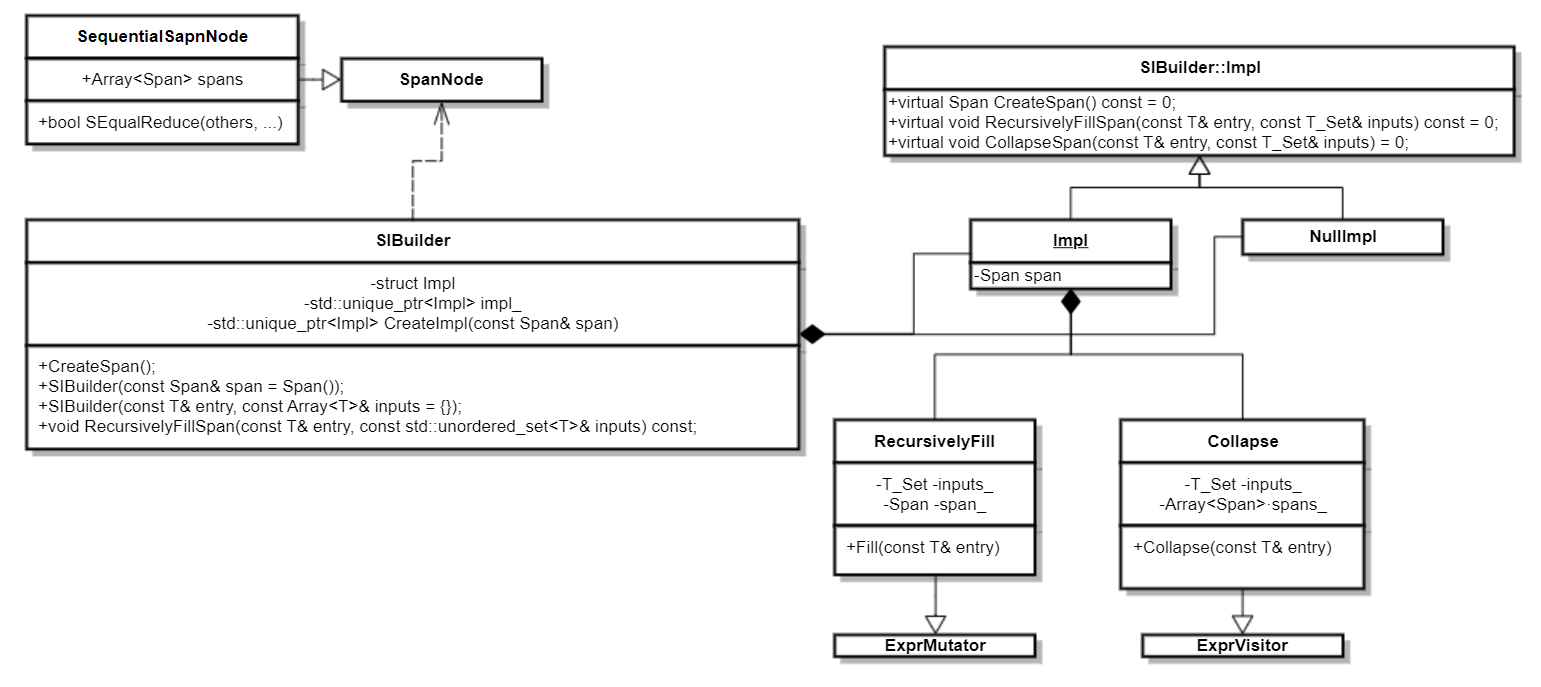 SequentialSapnNode
+Array<Span> spans
+bool SEqualReduce(others, ...)
SpanNode
SIBuilder::Impl
+virtual Span CreateSpan() const = 0;
+virtual void RecursivelyFillSpan(const T& entry, const T_Set& inputs) const = 0;
+virtual void CollapseSpan(const T& entry, const T_Set& inputs) = 0;
SIBuilder
-struct Impl
-std::unique_ptr<Impl> impl_
-std::unique_ptr<Impl> CreateImpl(const Span& span)
+CreateSpan();
+SIBuilder(const Span& span = Span());
+SIBuilder(const T& entry, const Array<T>& inputs = {});
+void RecursivelyFillSpan(const T& entry, const std::unordered_set<T>& inputs) const;
Impl
-Span span
NullImpl
RecursivelyFill
-T_Set -inputs_
-Span -span_
+Fill(const T& entry)
Collapse
-T_Set -inputs_
-Array<Span>·spans_
+Collapse(const T& entry)
ExprMutator
ExprVisitor